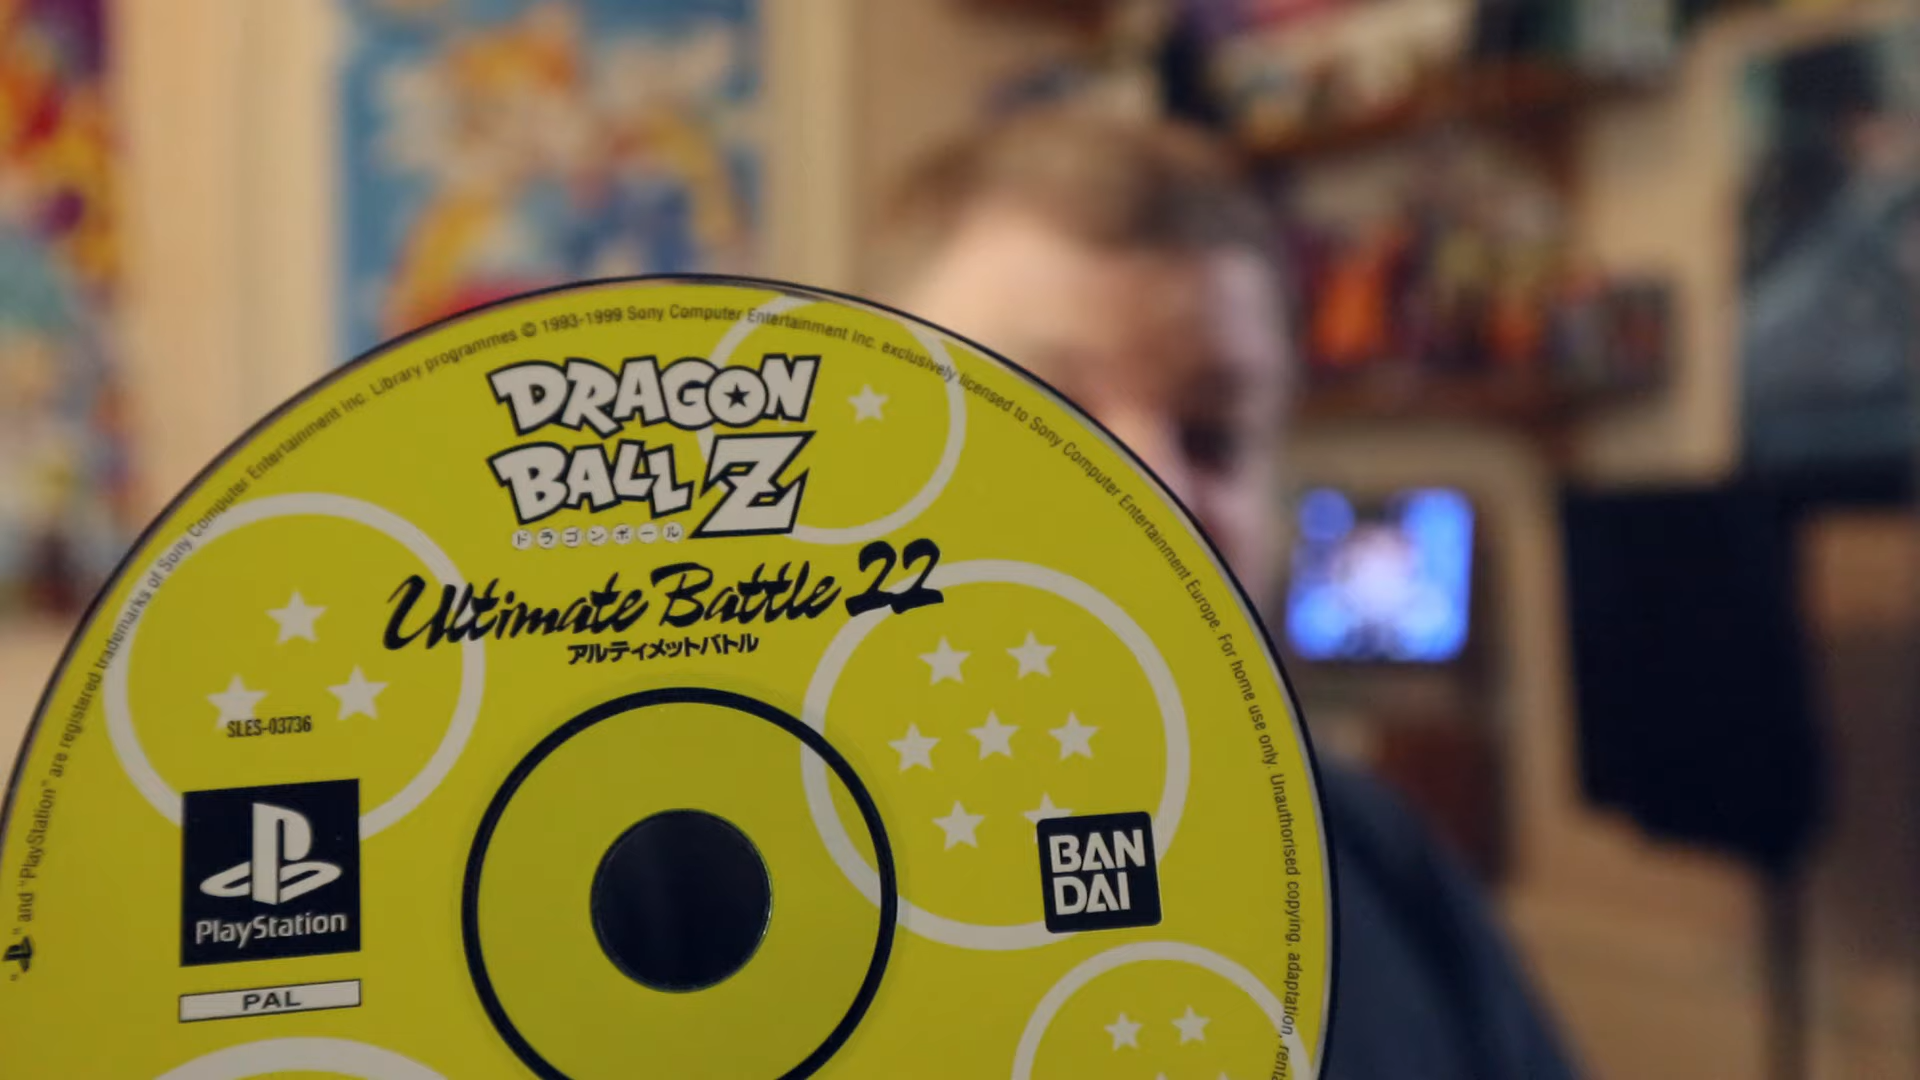 " and "PlayStation" are registered trademarks of Sony Computer Entertainment Inc. Library programmes © 1993-1999 Sony Computer Entertainment Inc. exclusively licensed to Sony Computer Entertainment Europe. For home use only. Unauthorised copying, adaptation,
DRAGON
BALL Z
ドラゴンボール
Ultimate Battle 22
アルティメットバトル
SLES-03736
PlayStation
BAN
DAI
PAL